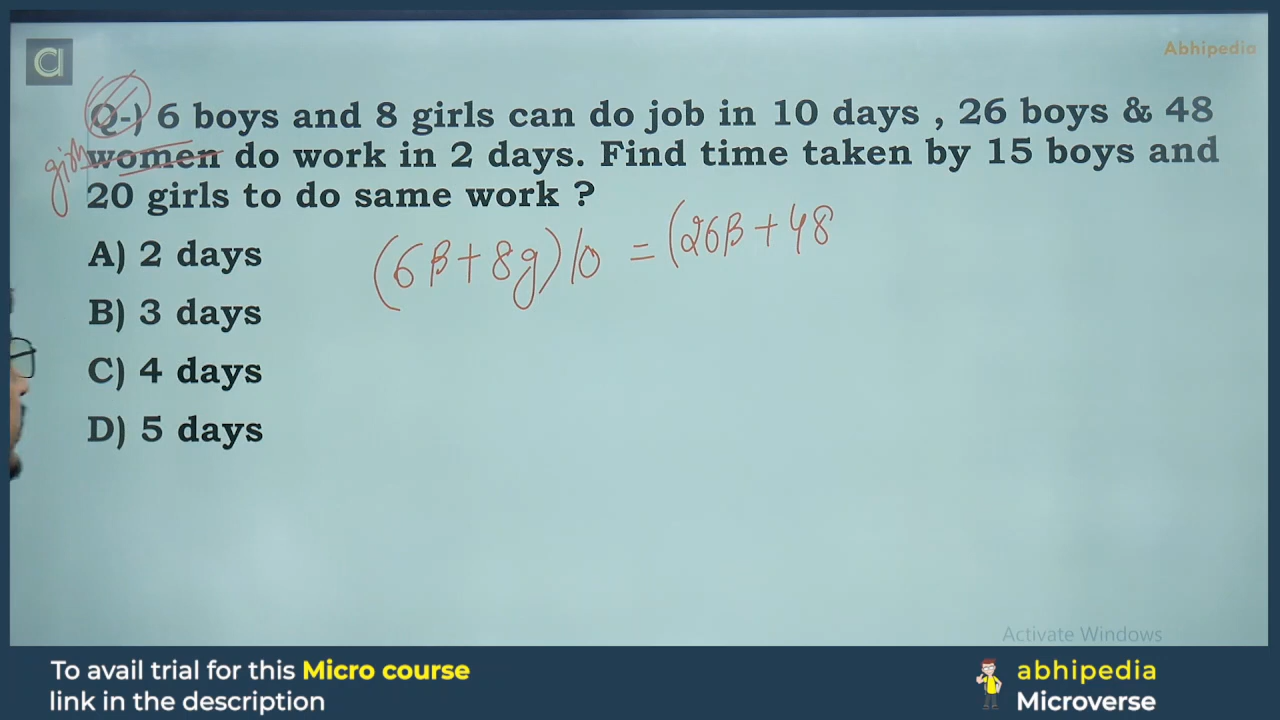 Abhipedia
Q-) 6 boys and 8 girls can do job in 10 days , 26 boys & 48
girls women do work in 2 days. Find time taken by 15 boys and
20 girls to do same work ?
A) 2 days
(6B+8g)10 = (26B+48
B) 3 days
C) 4 days
D) 5 days
Activate Windows
To avail trial for this Micro course
link in the description
abhipedia
Microverse